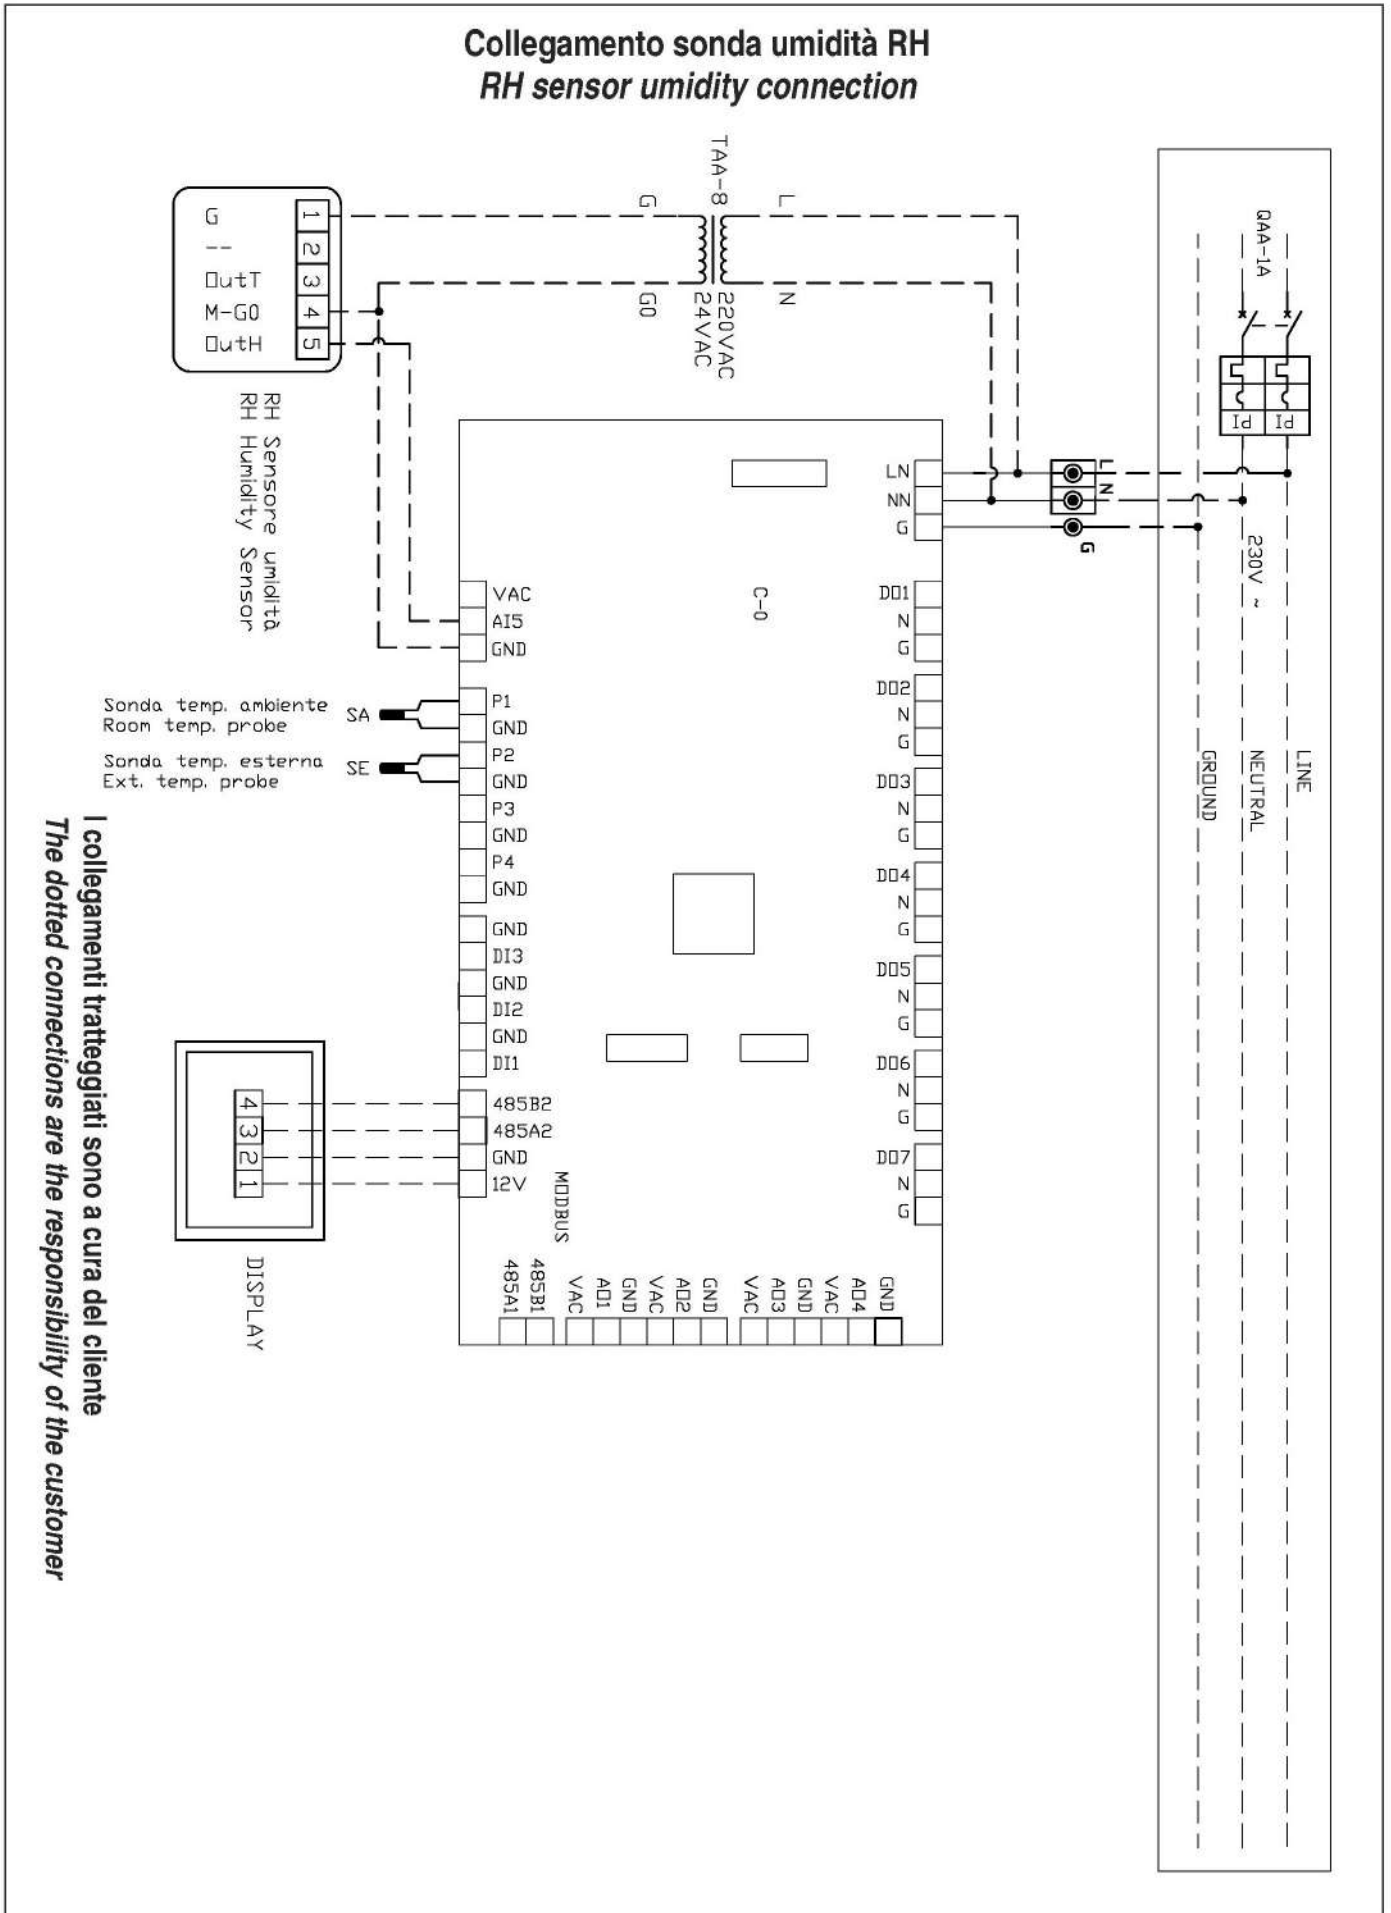 Collegamento sonda umidità RH
RH sensor umidity connection
TAA-8
220VAC
24VAC
G
G0
L
N
QAA-1A
Id
Id
G
--
OutT
M-G0
OutH
1
2
3
4
5
RH Sensore umidità
RH Humidity Sensor
L
N
G
230V ~
LINE
NEUTRAL
GROUND
C-0
LN
NN
G
DO1
N
G
DO2
N
G
DO3
N
G
DO4
N
G
DO5
N
G
DO6
N
G
DO7
N
G
VAC
AI5
GND
P1
GND
P2
GND
P3
GND
P4
GND
GND
DI3
GND
DI2
GND
DI1
485B2
485A2
GND
12V
MODBUS
485A1
485B1
VAC
AO1
GND
VAC
AO2
GND
VAC
AO3
GND
VAC
AO4
GND
Sonda temp. ambiente
Room temp. probe
SA
Sonda temp. esterna
Ext. temp. probe
SE
4
3
2
1
DISPLAY
I collegamenti tratteggiati sono a cura del cliente
The dotted connections are the responsibility of the customer